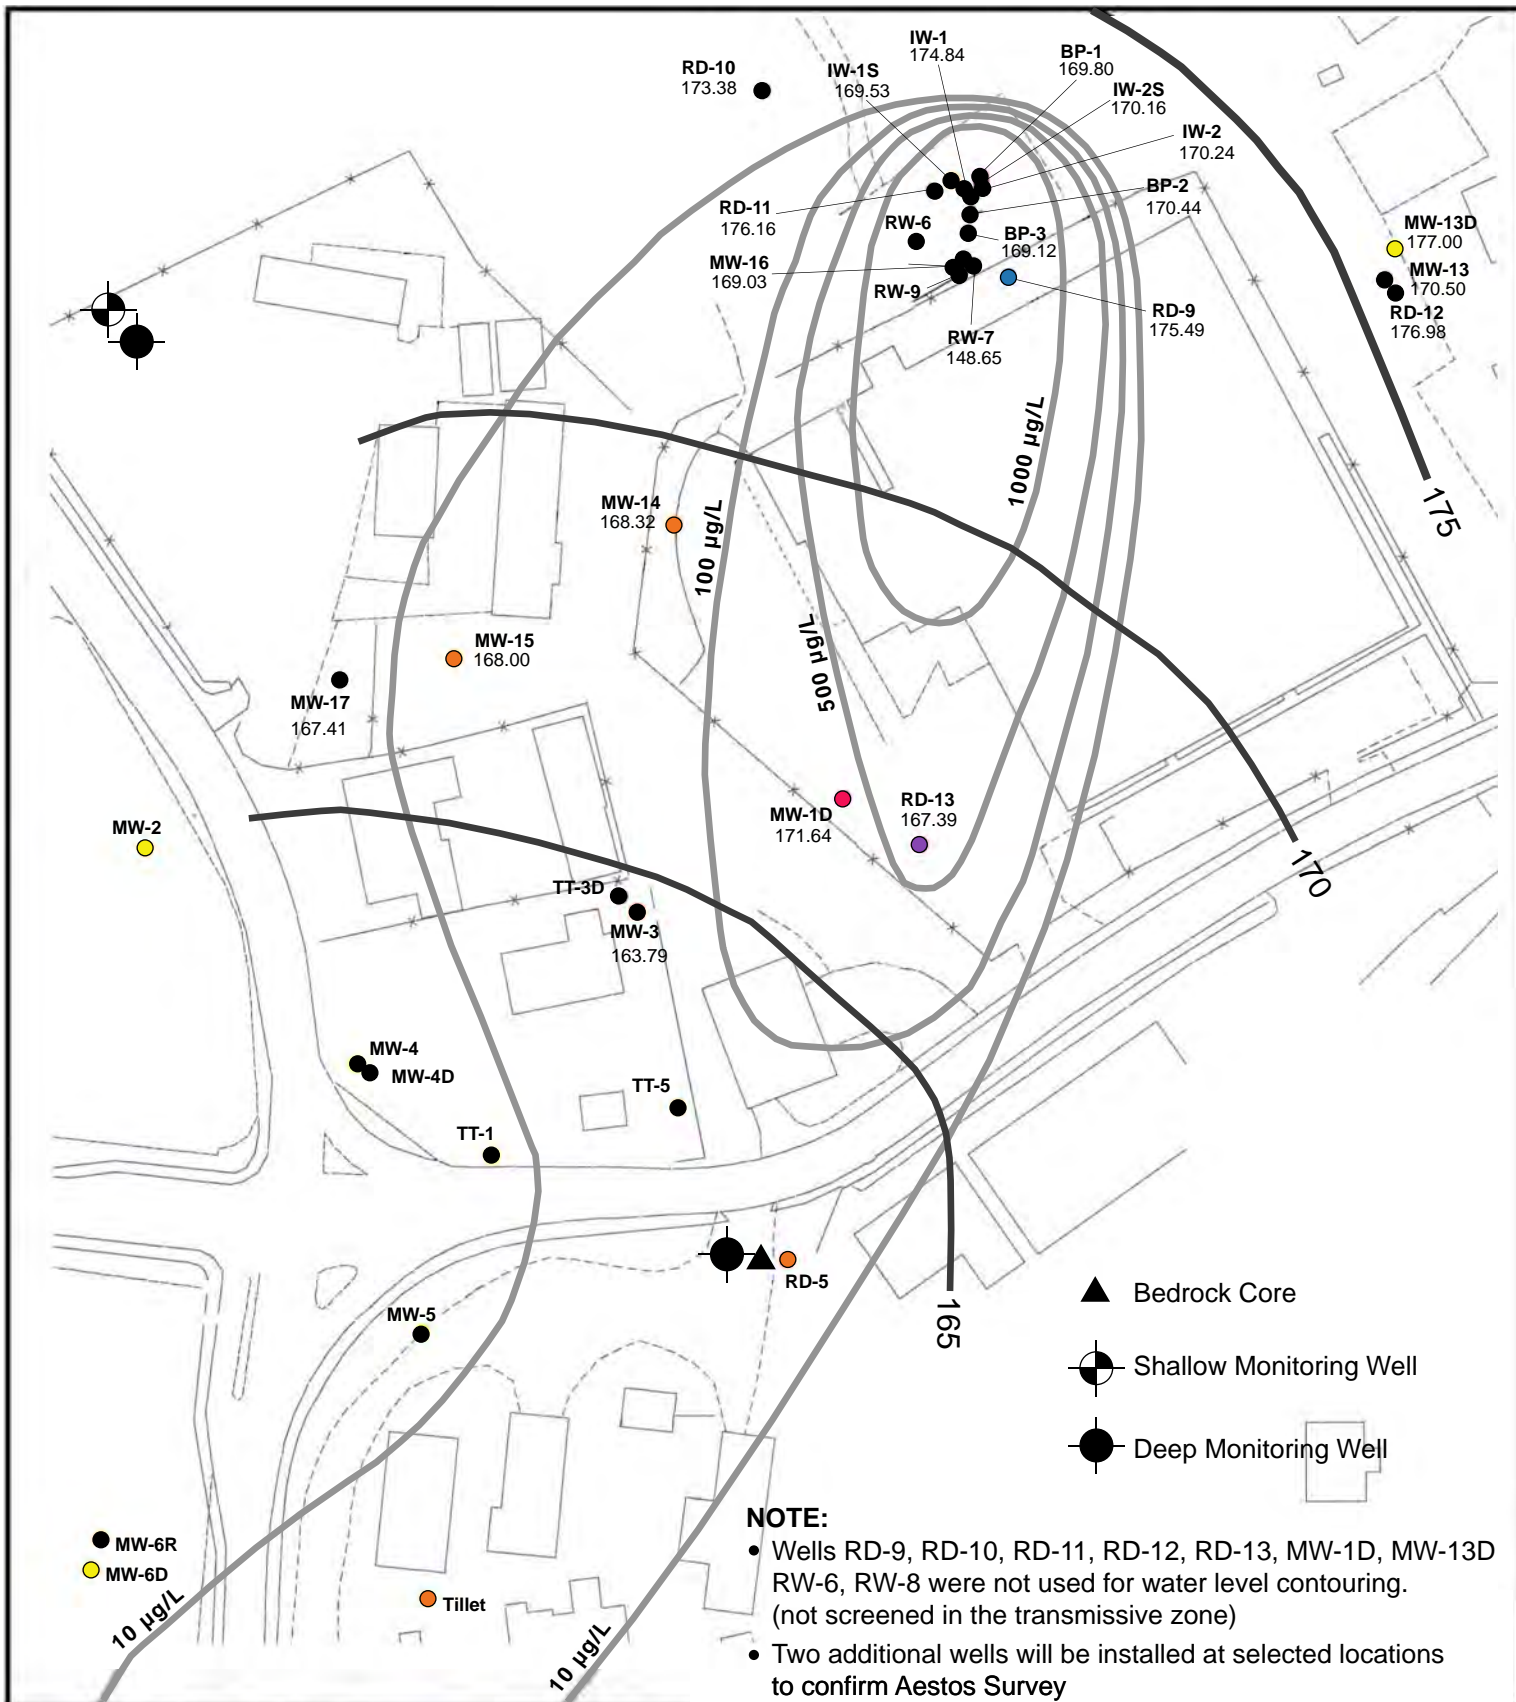 IW-1
174.84
BP-1
169.80
RD-10
173.38
IW-1S
169.53
IW-2S
170.16
IW-2
170.24
BP-2
170.44
RD-11
176.16
RW-6
BP-3
169.12
MW-13D
177.00
MW-16
169.03
RW-9
MW-13
170.50
RD-9
175.49
RD-12
176.98
RW-7
148.65
1000 µg/L
175
MW-14
168.32
100 µg/L
MW-15
168.00
500 µg/L
MW-17
167.41
MW-1D
171.64
RD-13
167.39
MW-2
170
TT-3D
MW-3
163.79
MW-4
MW-4D
TT-5
TT-1
RD-5
165
MW-5
Bedrock Core
Shallow Monitoring Well
Deep Monitoring Well
MW-6R
MW-6D
10 µg/L
Tillet
10 µg/L
NOTE:
• Wells RD-9, RD-10, RD-11, RD-12, RD-13, MW-1D, MW-13D
RW-6, RW-8 were not used for water level contouring.
(not screened in the transmissive zone)
• Two additional wells will be installed at selected locations
to confirm Aestos Survey